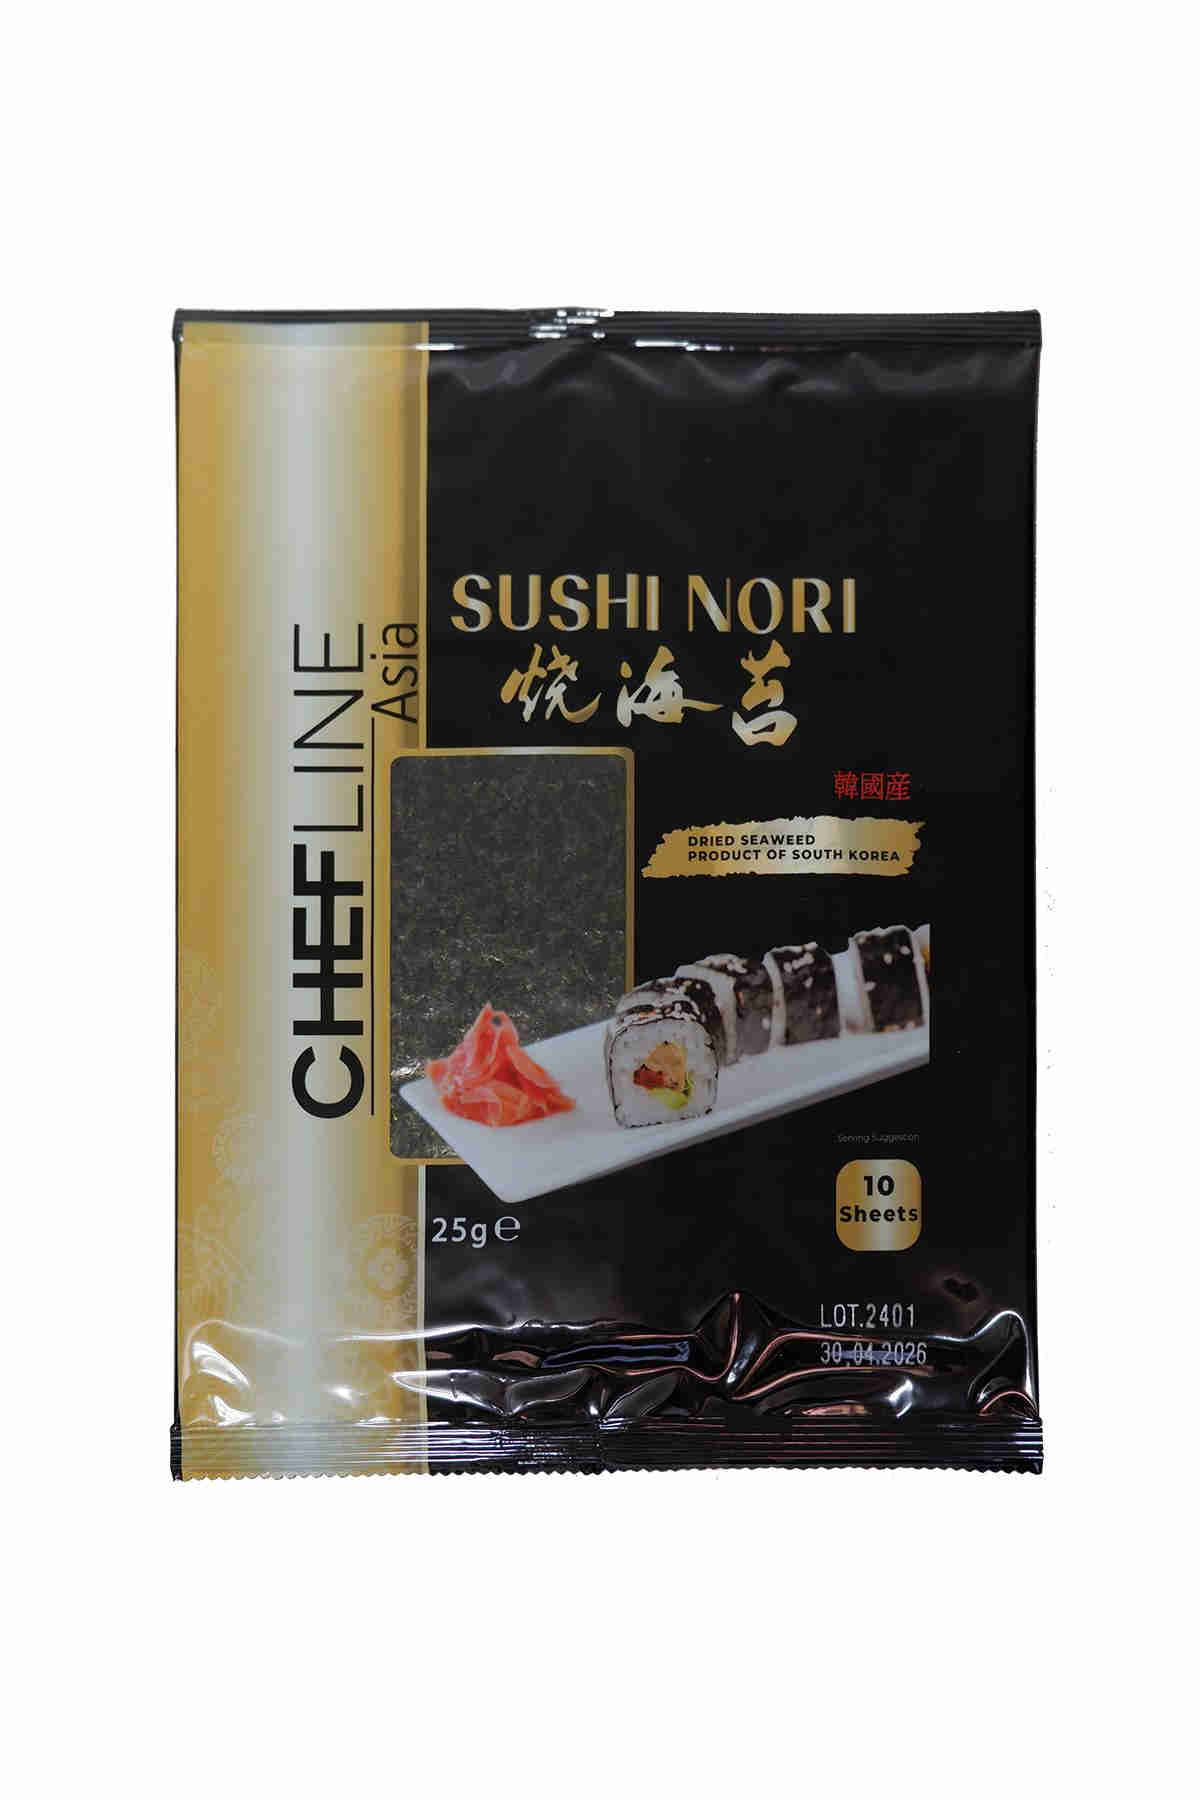 CHEFLINE
Asia
SUSHI NORI
烧海苔
韓國産
DRIED SEAWEED
PRODUCT OF SOUTH KOREA
Serving Suggestion
10
Sheets
25g℮
LOT.2401
30.04.2026